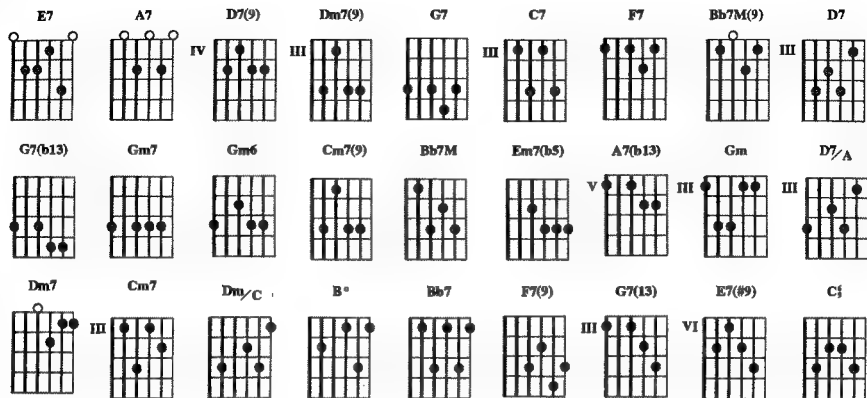 E7 A7 D7(9) Dm7(9) G7 C7 F7 Bb7M(9) D7
IV III III III
G7(b13) Gm7 Gm6 Cm7(9) Bb7M Em7(b5) A7(b13) Gm D7/A
V III III
Dm7 Cm7 Dm/C B° Bb7 F7(9) G7(13) E7(#9)
III III VI